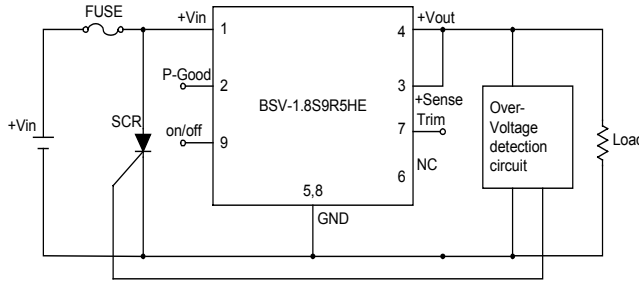 FUSE
+Vin
+Vout
1
4
P-Good
2
3
BSV-1.8S9R5HE
+Sense
SCR
Trim
7
on/off
9
+Vin
NC
6
5,8
GND
Over-
Voltage
detection
circuit
Load